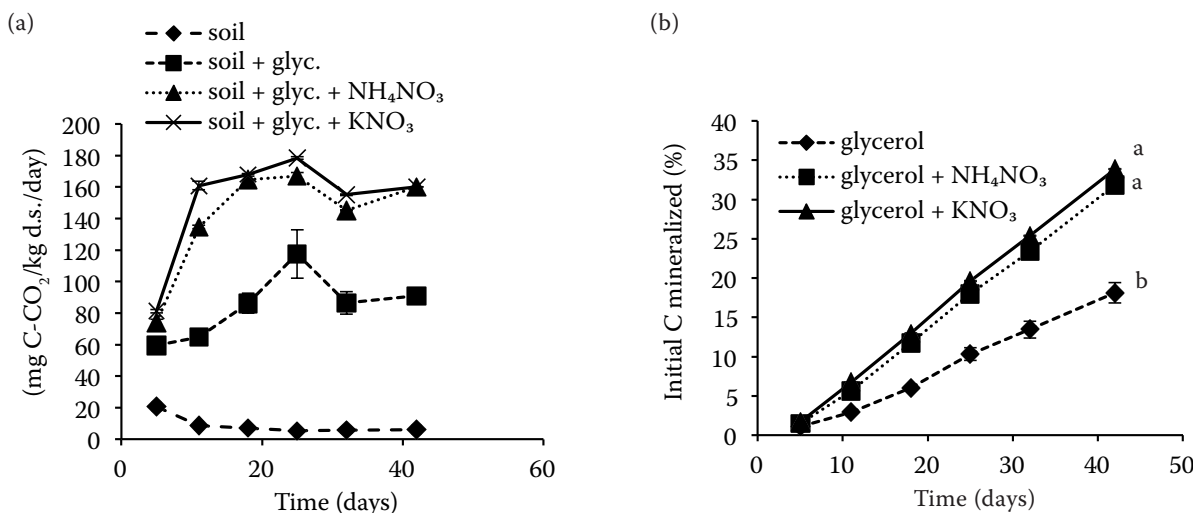 (a)
soil
soil + glyc.
soil + glyc. + NH₄NO₃
soil + glyc. + KNO₃
200
180
160
140
120
100
80
60
40
20
0
(mg C-CO₂/kg d.s./day)
0 20 40 60
Time (days)
(b)
40
35
30
25
20
15
10
5
0
Initial C mineralized (%)
glycerol
glycerol + NH₄NO₃
glycerol + KNO₃
a
a
b
0 10 20 30 40 50
Time (days)